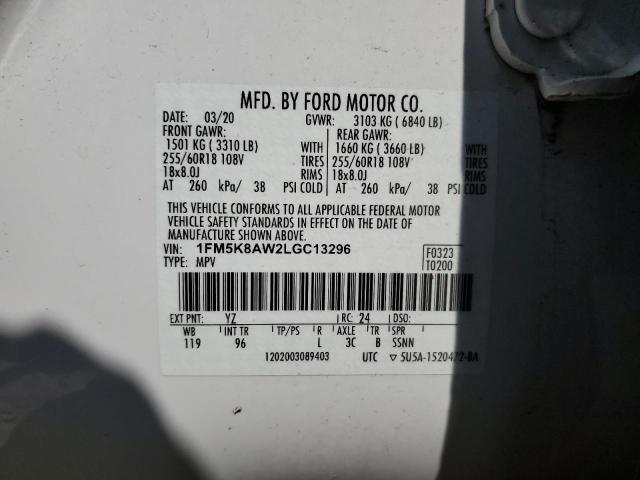 MFD. BY FORD MOTOR CO.
DATE: 03/20 GVWR: 3103 KG ( 6840 LB)
FRONT GAWR: REAR GAWR:
1501 KG ( 3310 LB) WITH 1660 KG ( 3660 LB) WITH
255/60R18 108V TIRES 255/60R18 108V TIRES
18x8.0J RIMS 18x8.0J RIMS
AT 260 kPa/ 38 PSI COLD AT 260 kPa/ 38 PSI COLD
THIS VEHICLE CONFORMS TO ALL APPLICABLE FEDERAL MOTOR
VEHICLE SAFETY STANDARDS IN EFFECT ON THE DATE OF
MANUFACTURE SHOWN ABOVE.
VIN: 1FM5K8AW2LGC13296 F0323
TYPE: MPV T0200
EXT PNT: YZ RC: 24 DSO:
WB INT TR TP/PS R AXLE TR SPR
119 96 L 3C B SSNN
1202003089403 UTC ▽ 5U5A-1520472-BA